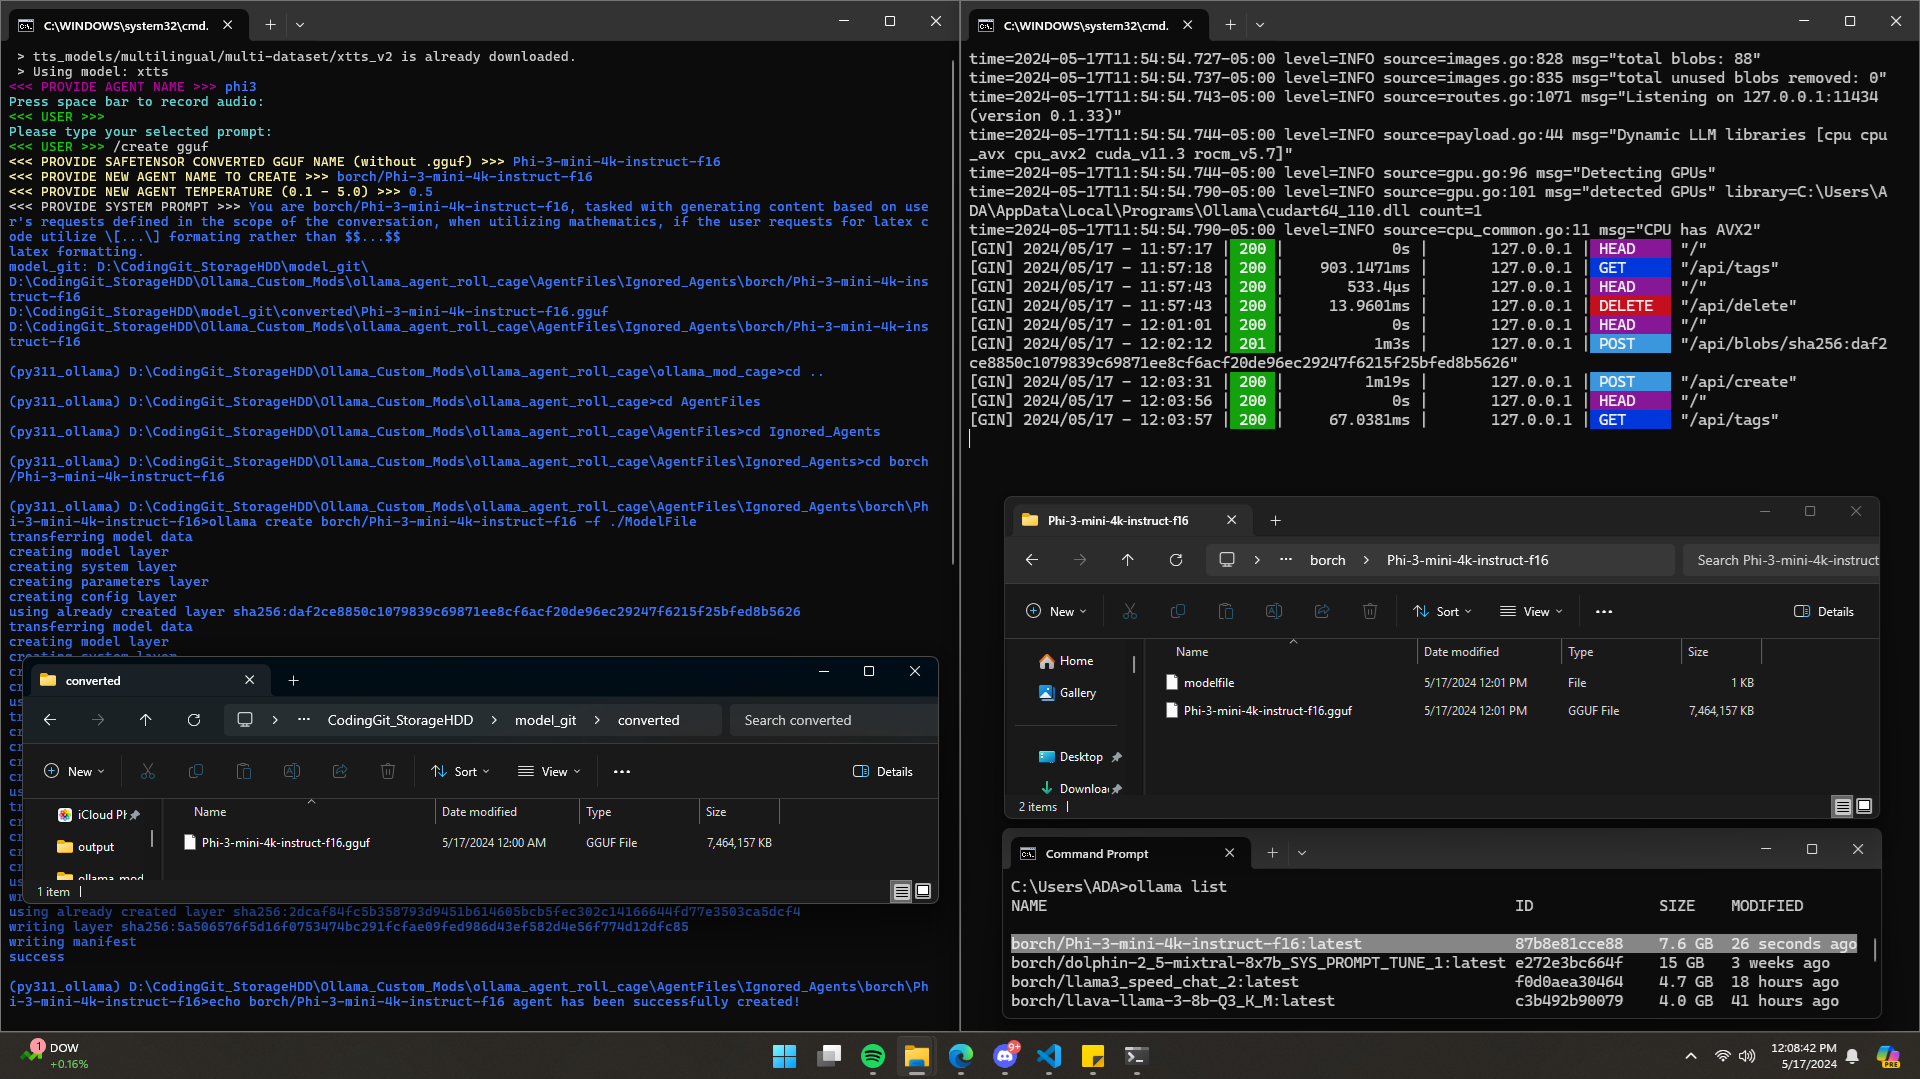 C:\WINDOWS\system32\cmd.
> tts_models/multilingual/multi-dataset/xtts_v2 is already downloaded.
> Using model: xtts
<<< PROVIDE AGENT NAME >>> phi3
Press space bar to record audio:
<<< USER >>>
Please type your selected prompt:
<<< USER >>> /create gguf
<<< PROVIDE SAFETENSOR CONVERTED GGUF NAME (without .gguf) >>> Phi-3-mini-4k-instruct-f16
<<< PROVIDE NEW AGENT NAME TO CREATE >>> borch/Phi-3-mini-4k-instruct-f16
<<< PROVIDE NEW AGENT TEMPERATURE (0.1 - 5.0) >>> 0.5
<<< PROVIDE SYSTEM PROMPT >>> You are borch/Phi-3-mini-4k-instruct-f16, tasked with generating content based on use
r's requests defined in the scope of the conversation, when utilizing mathematics, if the user requests for latex c
ode utilize \[...\] formating rather than $$...$$
latex formatting.
model_git: D:\CodingGit_StorageHDD\model_git\
D:\CodingGit_StorageHDD\Ollama_Custom_Mods\ollama_agent_roll_cage\AgentFiles\Ignored_Agents\borch/Phi-3-mini-4k-ins
truct-f16
D:\CodingGit_StorageHDD\model_git\converted\Phi-3-mini-4k-instruct-f16.gguf
D:\CodingGit_StorageHDD\Ollama_Custom_Mods\ollama_agent_roll_cage\AgentFiles\Ignored_Agents\borch/Phi-3-mini-4k-ins
truct-f16
(py311_ollama) D:\CodingGit_StorageHDD\Ollama_Custom_Mods\ollama_agent_roll_cage\ollama_mod_cage>cd ..
(py311_ollama) D:\CodingGit_StorageHDD\Ollama_Custom_Mods\ollama_agent_roll_cage>cd AgentFiles
(py311_ollama) D:\CodingGit_StorageHDD\Ollama_Custom_Mods\ollama_agent_roll_cage\AgentFiles>cd Ignored_Agents
(py311_ollama) D:\CodingGit_StorageHDD\Ollama_Custom_Mods\ollama_agent_roll_cage\AgentFiles\Ignored_Agents>cd borch
/Phi-3-mini-4k-instruct-f16
(py311_ollama) D:\CodingGit_StorageHDD\Ollama_Custom_Mods\ollama_agent_roll_cage\AgentFiles\Ignored_Agents\borch\Ph
i-3-mini-4k-instruct-f16>ollama create borch/Phi-3-mini-4k-instruct-f16 -f ./ModelFile
transferring model data
creating model layer
creating system layer
creating parameters layer
creating config layer
using already created layer sha256:daf2ce8850c1079839c69871ee8cf6acf20de96ec29247f6215f25bfed8b5626
transferring model data
creating model layer
converted
CodingGit_StorageHDD
model_git
converted
Search converted
New
Sort
View
Details
Name Date modified Type Size
iCloud Ph
output
Phi-3-mini-4k-instruct-f16.gguf 5/17/2024 12:00 AM GGUF File 7,464,157 KB
1 item
using already created layer sha256:2dcaf84fc5b358793d9451b614605bcb5fec302c14166644fd77e3503ca5dcf4
writing layer sha256:5a506576f5d16f0753474bc291fcfae09fed986d43ef582d4e56f774d12dfc85
writing manifest
success
(py311_ollama) D:\CodingGit_StorageHDD\Ollama_Custom_Mods\ollama_agent_roll_cage\AgentFiles\Ignored_Agents\borch\Ph
i-3-mini-4k-instruct-f16>echo borch/Phi-3-mini-4k-instruct-f16 agent has been successfully created!
C:\WINDOWS\system32\cmd.
time=2024-05-17T11:54:54.727-05:00 level=INFO source=images.go:828 msg="total blobs: 88"
time=2024-05-17T11:54:54.737-05:00 level=INFO source=images.go:835 msg="total unused blobs removed: 0"
time=2024-05-17T11:54:54.743-05:00 level=INFO source=routes.go:1071 msg="Listening on 127.0.0.1:11434
(version 0.1.33)"
time=2024-05-17T11:54:54.744-05:00 level=INFO source=payload.go:44 msg="Dynamic LLM libraries [cpu cpu
_avx cpu_avx2 cuda_v11.3 rocm_v5.7]"
time=2024-05-17T11:54:54.744-05:00 level=INFO source=gpu.go:96 msg="Detecting GPUs"
time=2024-05-17T11:54:54.790-05:00 level=INFO source=gpu.go:101 msg="detected GPUs" library=C:\Users\A
DA\AppData\Local\Programs\Ollama\cudart64_110.dll count=1
time=2024-05-17T11:54:54.790-05:00 level=INFO source=cpu_common.go:11 msg="CPU has AVX2"
[GIN] 2024/05/17 - 11:57:17 | 200 | 0s | 127.0.0.1 | HEAD "/"
[GIN] 2024/05/17 - 11:57:18 | 200 | 903.1471ms | 127.0.0.1 | GET "/api/tags"
[GIN] 2024/05/17 - 11:57:43 | 200 | 533.4µs | 127.0.0.1 | HEAD "/"
[GIN] 2024/05/17 - 11:57:43 | 200 | 13.9601ms | 127.0.0.1 | DELETE "/api/delete"
[GIN] 2024/05/17 - 12:01:01 | 200 | 0s | 127.0.0.1 | HEAD "/"
[GIN] 2024/05/17 - 12:02:12 | 201 | 1m3s | 127.0.0.1 | POST "/api/blobs/sha256:daf2
ce8850c1079839c69871ee8cf6acf20de96ec29247f6215f25bfed8b5626"
[GIN] 2024/05/17 - 12:03:31 | 200 | 1m19s | 127.0.0.1 | POST "/api/create"
[GIN] 2024/05/17 - 12:03:56 | 200 | 0s | 127.0.0.1 | HEAD "/"
[GIN] 2024/05/17 - 12:03:57 | 200 | 67.0381ms | 127.0.0.1 | GET "/api/tags"
Phi-3-mini-4k-instruct-f16
borch
Phi-3-mini-4k-instruct-f16
Search Phi-3-mini-4k-instruct
New
Sort
View
Details
Name Date modified Type Size
Home
Gallery
Desktop
Downloa
modelfile 5/17/2024 12:01 PM File 1 KB
Phi-3-mini-4k-instruct-f16.gguf 5/17/2024 12:01 PM GGUF File 7,464,157 KB
2 items
Command Prompt
C:\Users\ADA>ollama list
NAME ID SIZE MODIFIED
borch/Phi-3-mini-4k-instruct-f16:latest 87b8e81cce88 7.6 GB 26 seconds ago
borch/dolphin-2_5-mixtral-8x7b_SYS_PROMPT_TUNE_1:latest e272e3bc664f 15 GB 3 weeks ago
borch/llama3_speed_chat_2:latest f0d0aea30464 4.7 GB 18 hours ago
borch/llava-llama-3-8b-Q3_K_M:latest c3b492b90079 4.0 GB 41 hours ago
1
DOW
+0.16%
9+
12:08:42 PM
5/17/2024
PRE